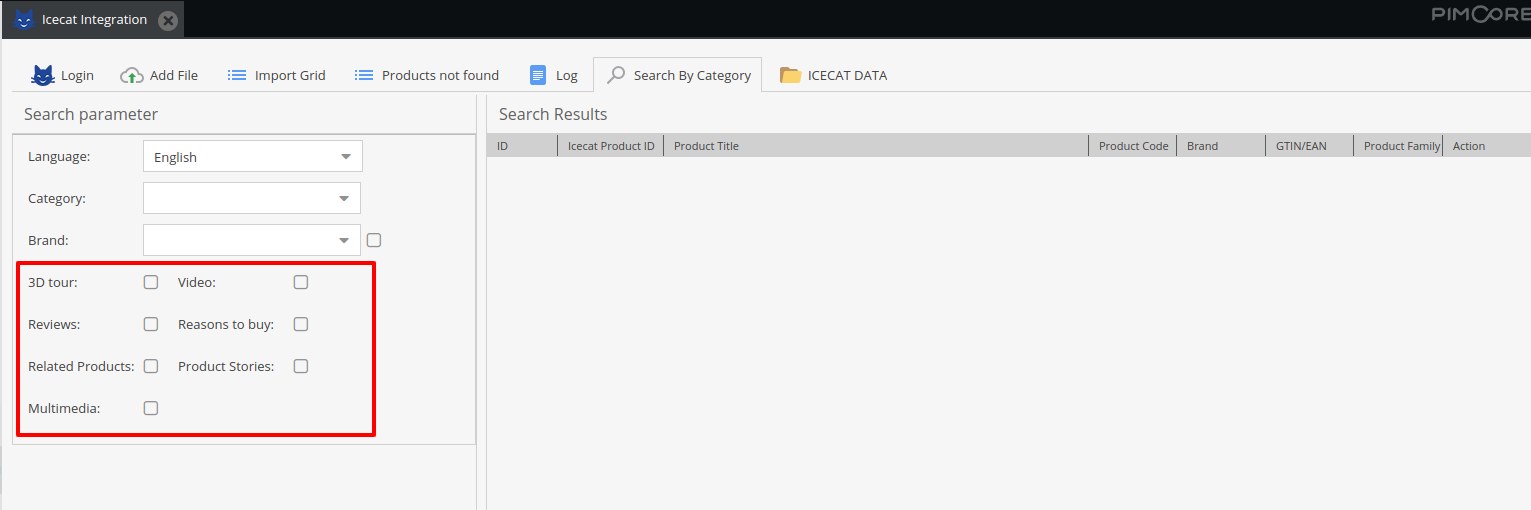 Icecat Integration
PIMCORE
Login Add File Import Grid Products not found Log Search By Category ICECAT DATA
Search parameter
Language: English
Category:
Brand:
3D tour: Video:
Reviews: Reasons to buy:
Related Products: Product Stories:
Multimedia:
Search Results
ID Icecat Product ID Product Title Product Code Brand GTIN/EAN Product Family Action